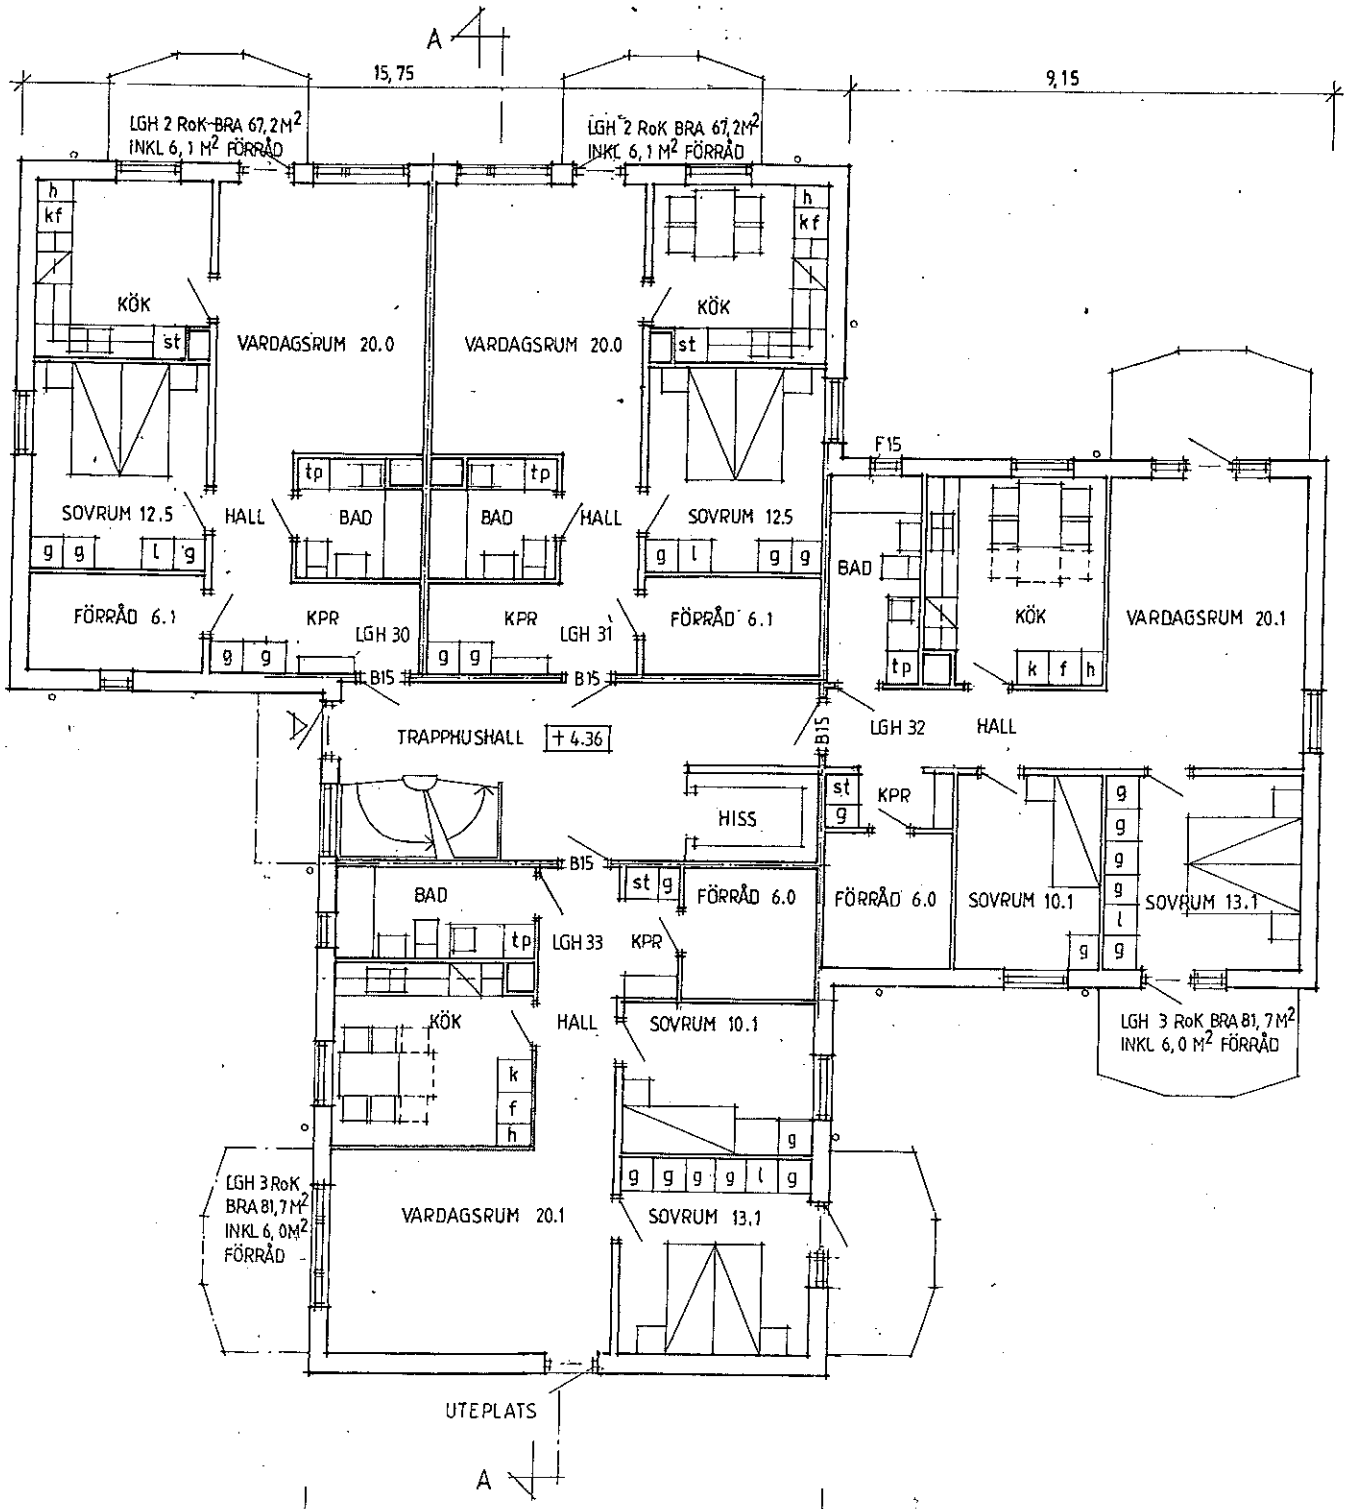 A
15,75
9,15
LGH 2 RoK BRA 67,2M²
INKL 6,1 M² FÖRRÅD
LGH 2 RoK BRA 67,2M²
INKL 6,1 M² FÖRRÅD
h
kf
h
kf
KÖK
KÖK
st
VARDAGSRUM 20.0
VARDAGSRUM 20.0
st
F15
tp
tp
SOVRUM 12.5
HALL
BAD
BAD
HALL
SOVRUM 12.5
g g l g
g l g g
BAD
FÖRRÅD 6.1
KPR
KPR
FÖRRÅD 6.1
KÖK
VARDAGSRUM 20.1
LGH 30
LGH 31
g g
g g
tp
k f h
B15
B15
TRAPPHUSHALL
+ 4.36
B15
LGH 32
HALL
st
g
KPR
g
g
g
g
l
g
HISS
B15
BAD
st g
FÖRRÅD 6.0
FÖRRÅD 6.0
SOVRUM 10.1
SOVRUM 13.1
g
tp
LGH 33
KPR
KÖK
HALL
SOVRUM 10.1
LGH 3 RoK BRA 81,7M²
INKL 6,0 M² FÖRRÅD
k
f
h
g
g g g g l g
LGH 3 RoK
BRA 81,7M²
INKL 6,0M²
FÖRRÅD
VARDAGSRUM 20.1
SOVRUM 13.1
UTEPLATS
A